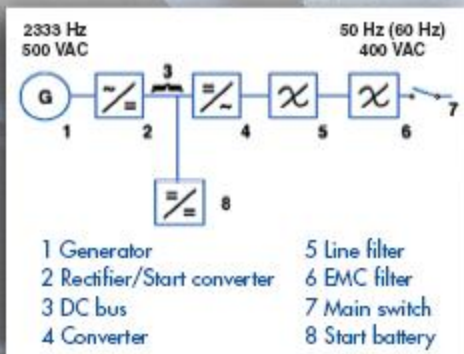 2333 Hz
500 VAC
50 Hz (60 Hz)
400 VAC
3
G
~/=
=/~
7
1
2
4
5
6
=/=
8
1 Generator
2 Rectifier/Start converter
3 DC bus
4 Converter
5 Line filter
6 EMC filter
7 Main switch
8 Start battery